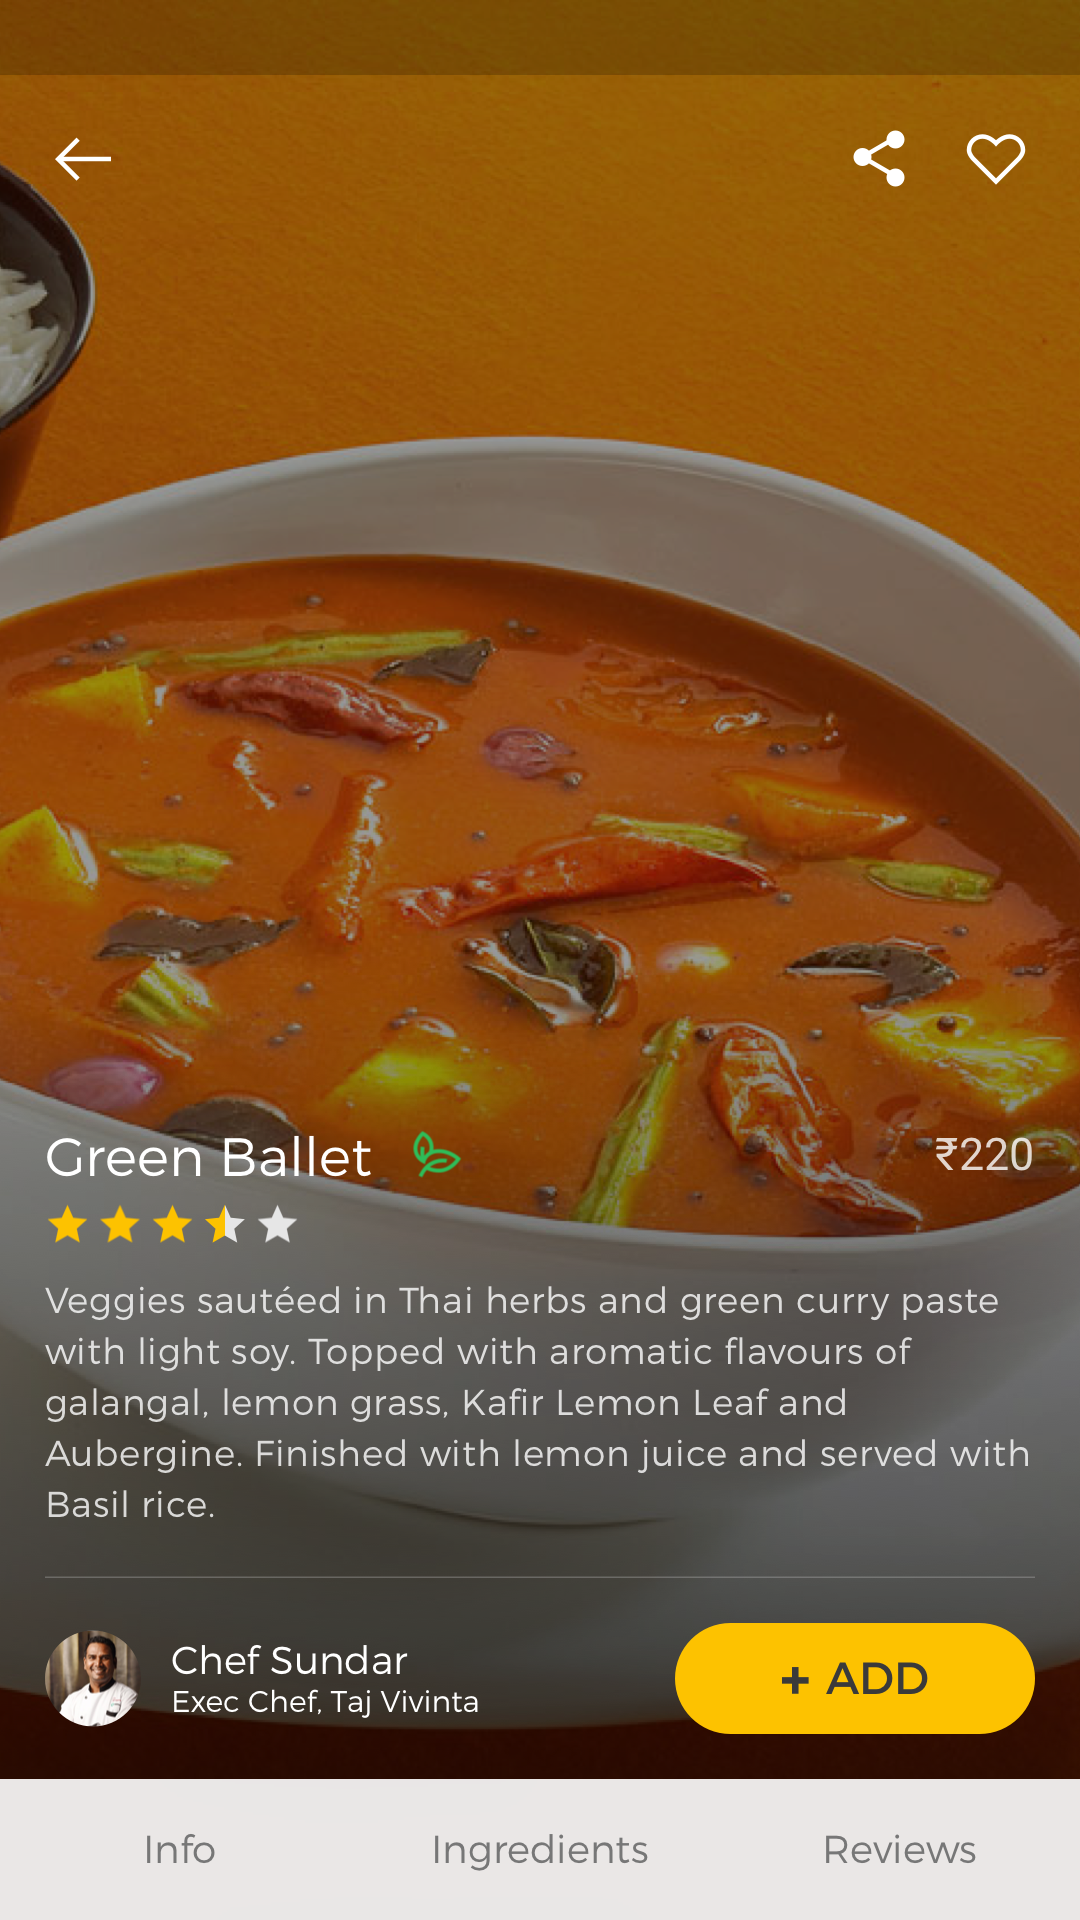 Green Ballet
₹220
Veggies sautéed in Thai herbs and green curry paste
with light soy. Topped with aromatic flavours of
galangal, lemon grass, Kafir Lemon Leaf and
Aubergine. Finished with lemon juice and served with
Basil rice.
Chef Sundar
Exec Chef, Taj Vivinta
+ ADD
Info
Ingredients
Reviews